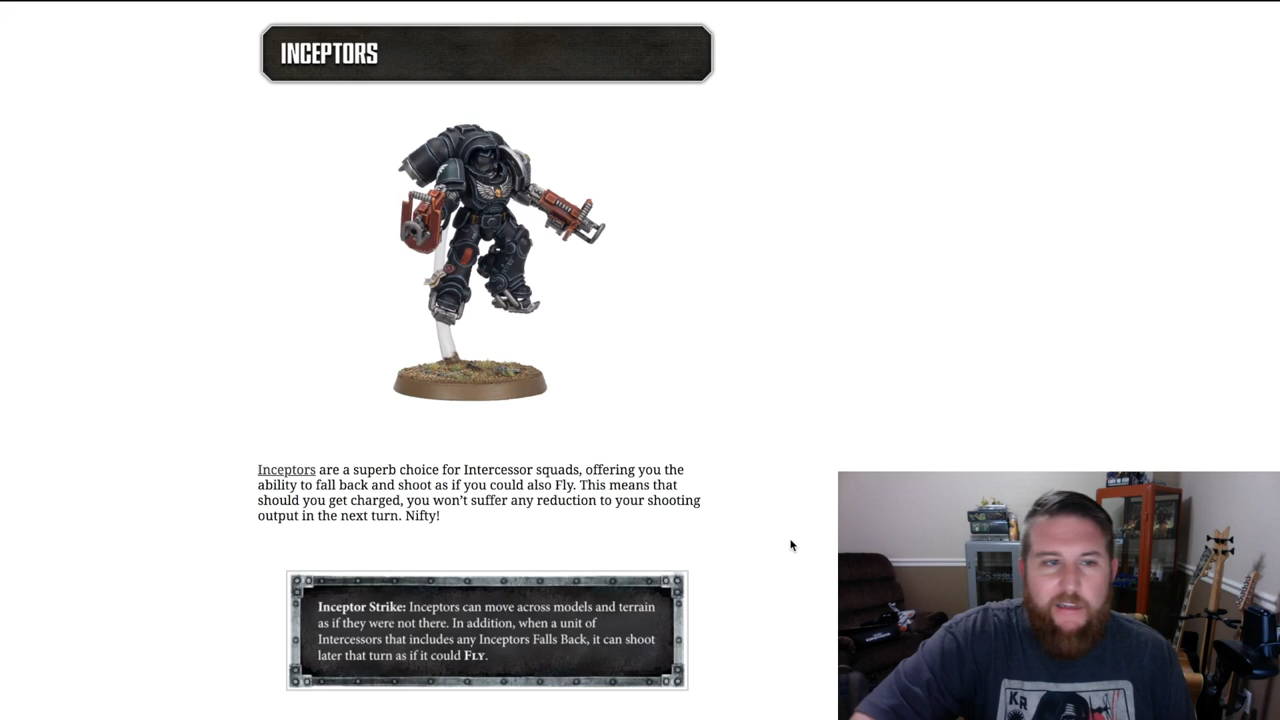 INCEPTORS
Inceptors are a superb choice for Intercessor squads, offering you the
ability to fall back and shoot as if you could also Fly. This means that
should you get charged, you won’t suffer any reduction to your shooting
output in the next turn. Nifty!
Inceptor Strike: Inceptors can move across models and terrain
as if they were not there. In addition, when a unit of
Intercessors that includes any Inceptors Falls Back, it can shoot
later that turn as if it could FLY.
KR